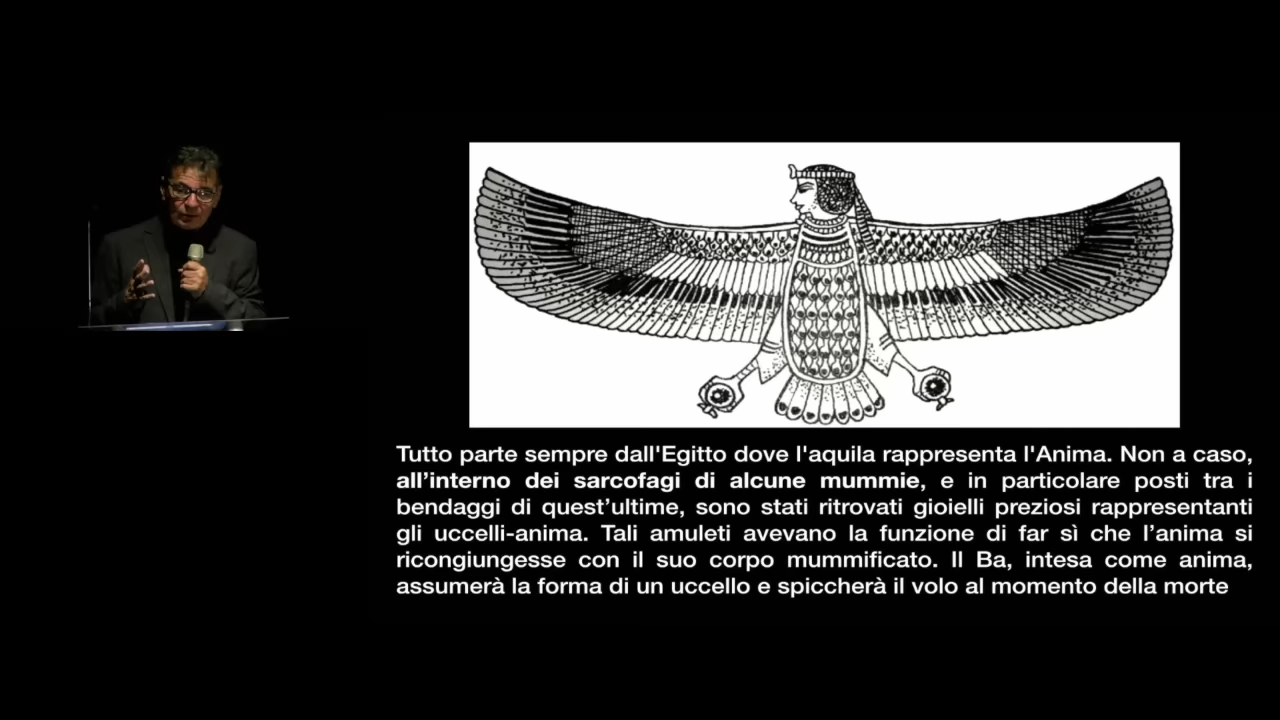 Tutto parte sempre dall'Egitto dove l'aquila rappresenta l'Anima. Non a caso,
all’interno dei sarcofagi di alcune mummie, e in particolare posti tra i
bendaggi di quest’ultime, sono stati ritrovati gioielli preziosi rappresentanti
gli uccelli-anima. Tali amuleti avevano la funzione di far sì che l’anima si
ricongiungesse con il suo corpo mummificato. Il Ba, intesa come anima,
assumerà la forma di un uccello e spiccherà il volo al momento della morte